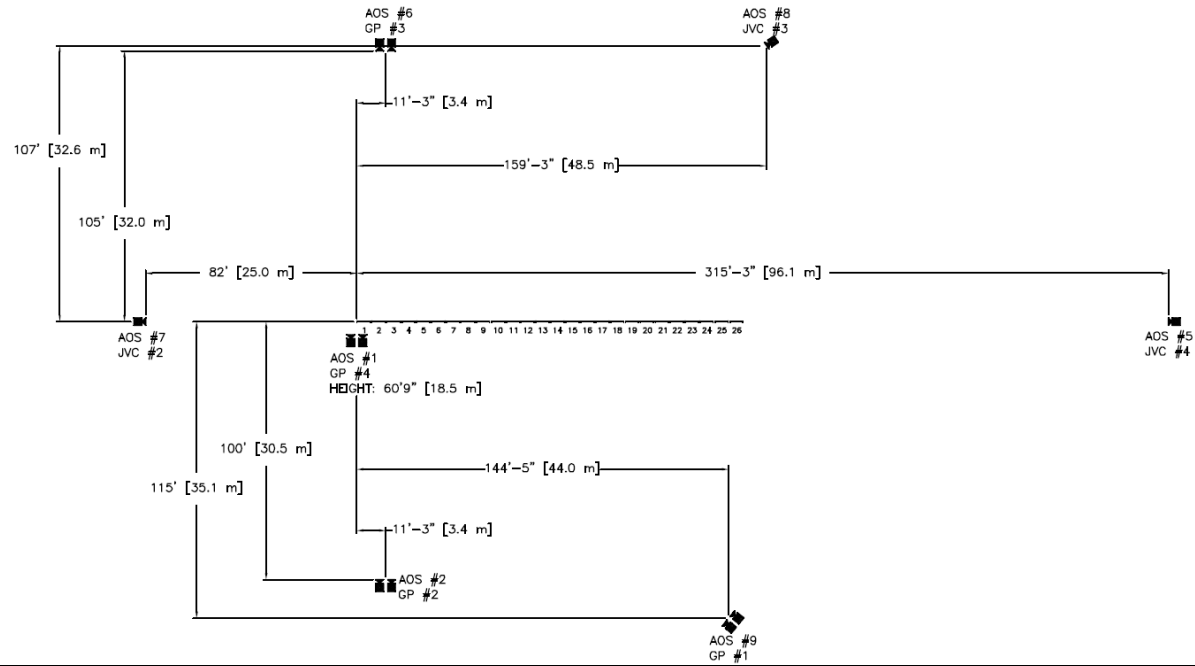 AOS #6
GP #3
AOS #8
JVC #3
11'-3" [3.4 m]
107' [32.6 m]
159'-3" [48.5 m]
105' [32.0 m]
82' [25.0 m]
315'-3" [96.1 m]
1 2 3 4 5 6 7 8 9 10 11 12 13 14 15 16 17 18 19 20 21 22 23 24 25 26
AOS #7
JVC #2
AOS #5
JVC #4
AOS #1
GP #4
HEIGHT: 60'9" [18.5 m]
100' [30.5 m]
144'-5" [44.0 m]
115' [35.1 m]
11'-3" [3.4 m]
AOS #2
GP #2
AOS #9
GP #1